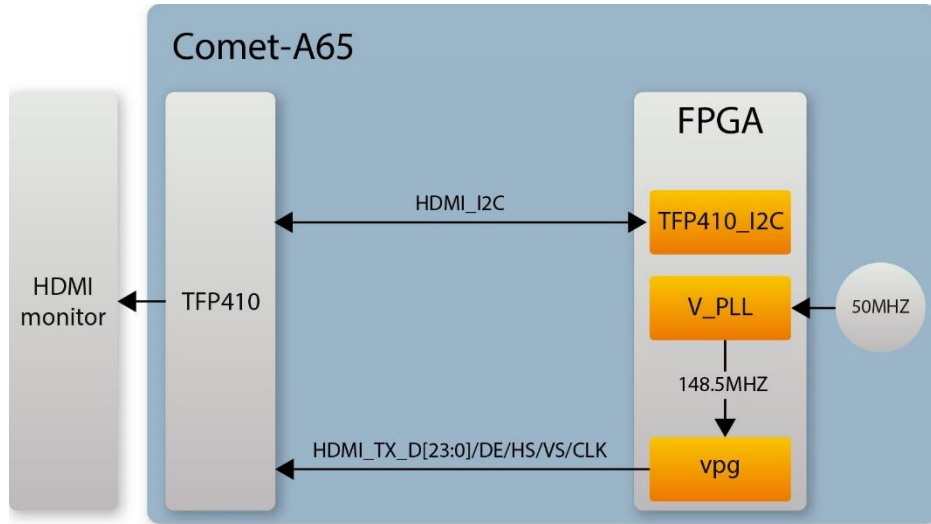 Comet-A65
FPGA
HDMI_I2C
TFP410_I2C
HDMI
monitor
TFP410
V_PLL
50MHZ
148.5MHZ
HDMI_TX_D[23:0]/DE/HS/VS/CLK
vpg